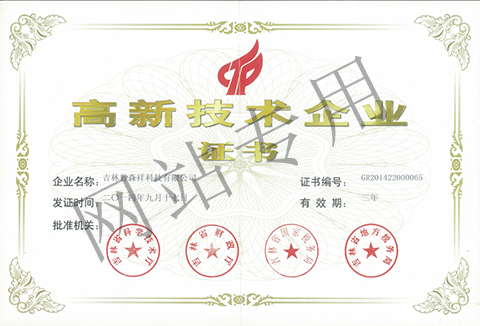 高新技术企业
证书
企业名称: 吉林省森祥科技有限公司
证书编号: GR201422000065
发证时间: 二〇一四年九月十七日
有效期: 三年
批准机关:
吉林省科学技术厅
吉林省财政厅
吉林省国家税务局
吉林省地方税务局
网站专用